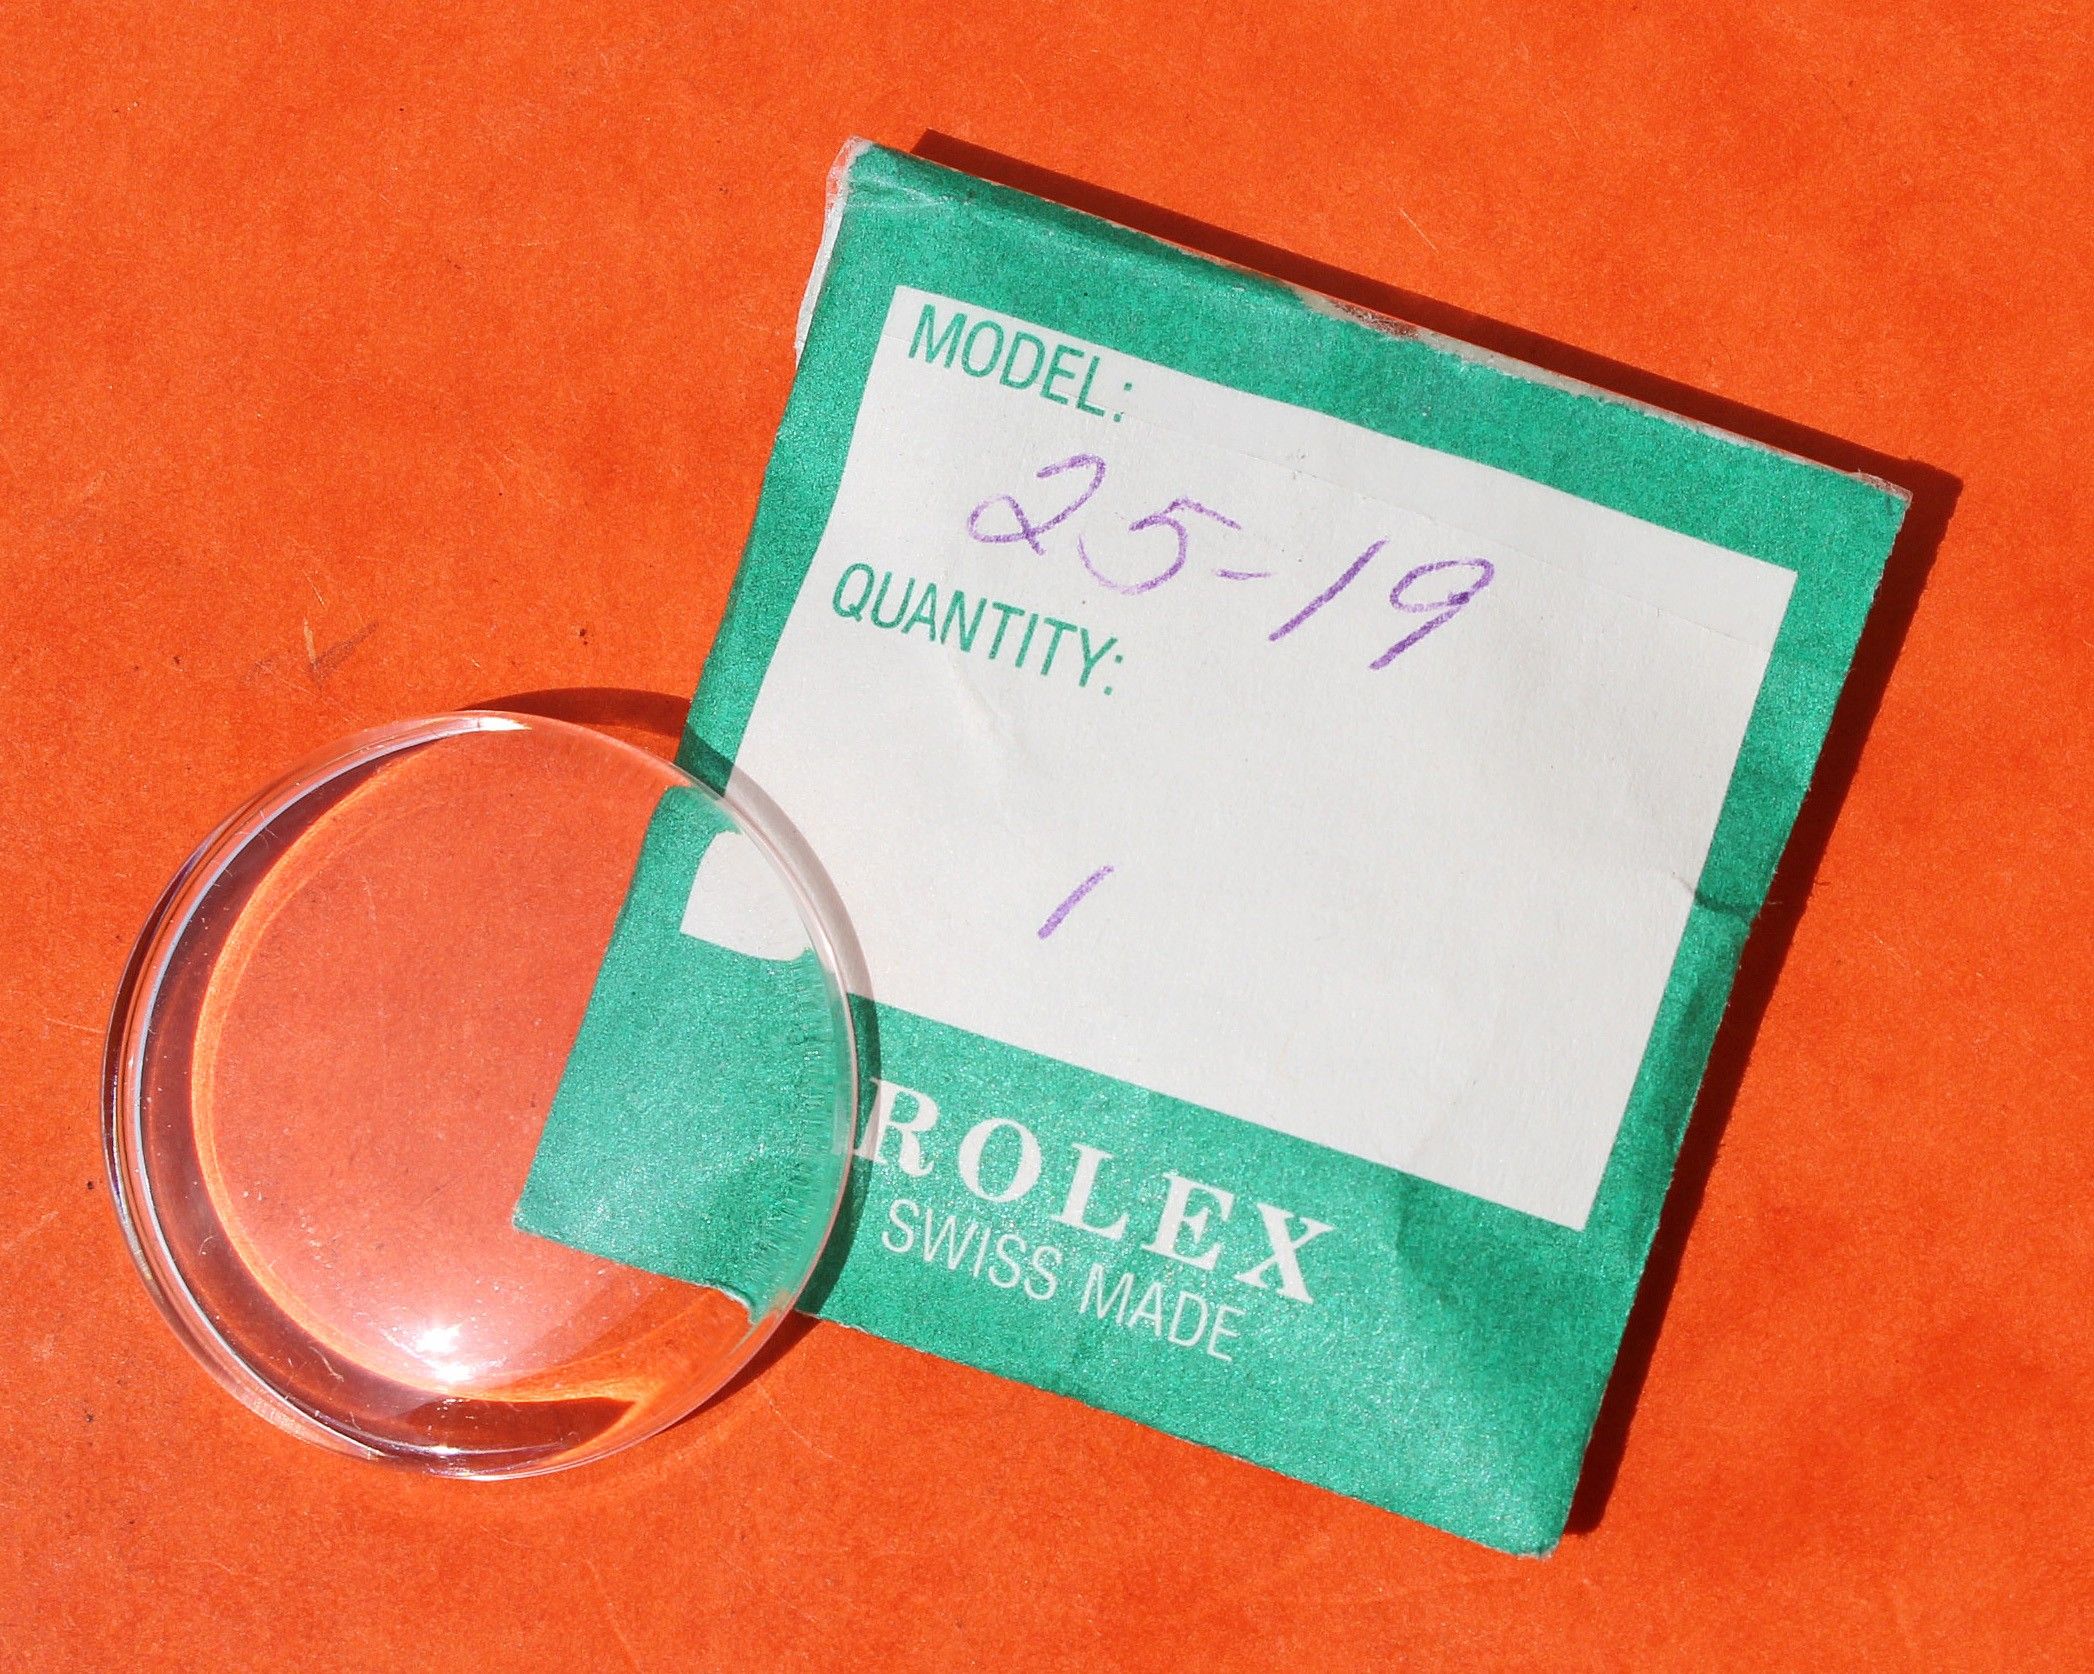 MODEL:
25-19
QUANTITY:
1
ROLEX
SWISS MADE